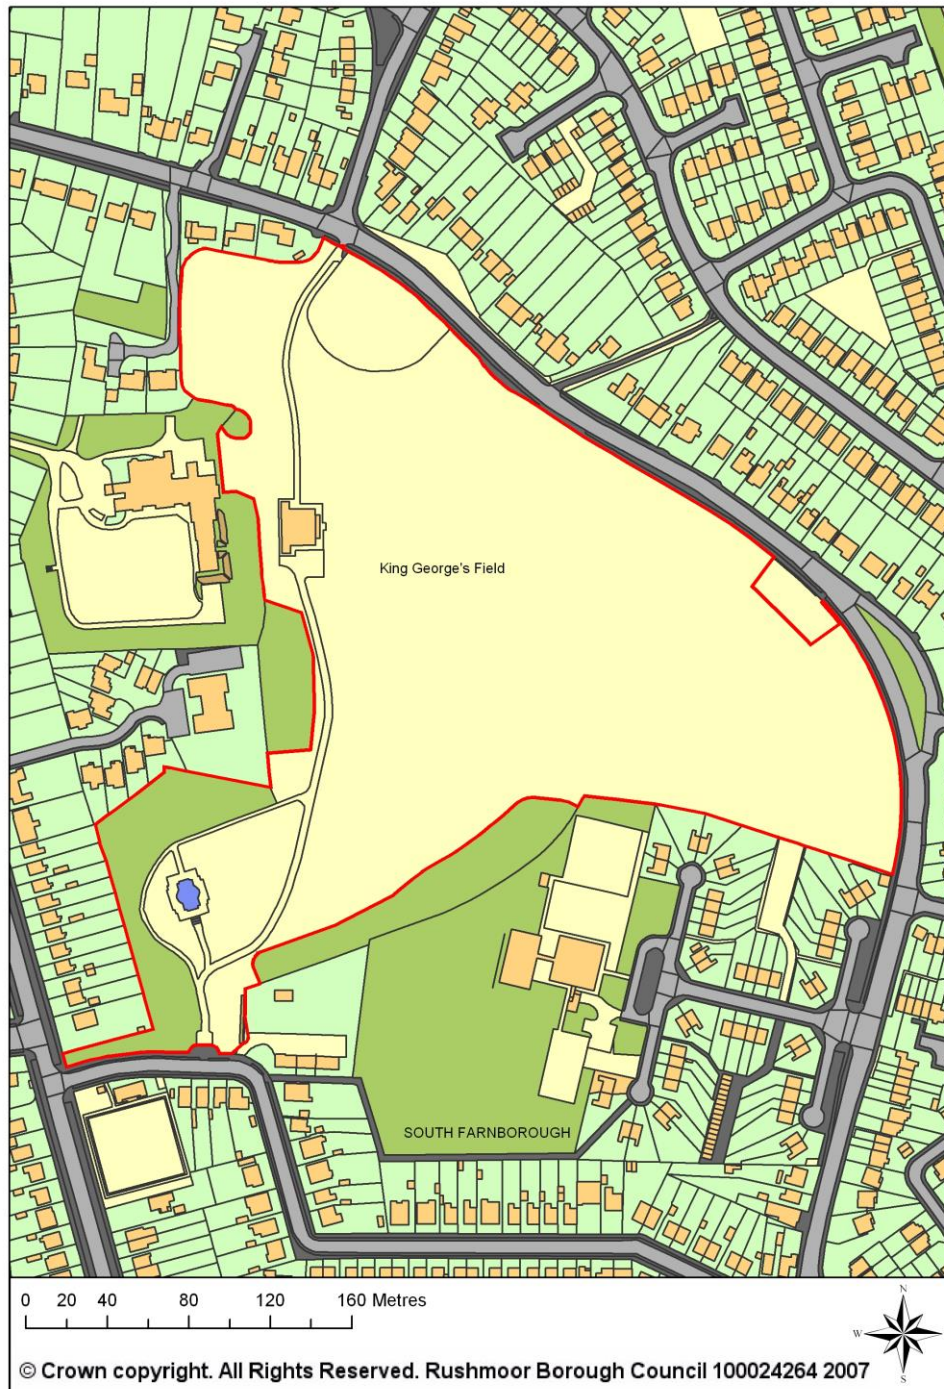 King George's Field
SOUTH FARNBOROUGH
0 20 40 80 120 160 Metres
N
W
S
© Crown copyright. All Rights Reserved. Rushmoor Borough Council 100024264 2007